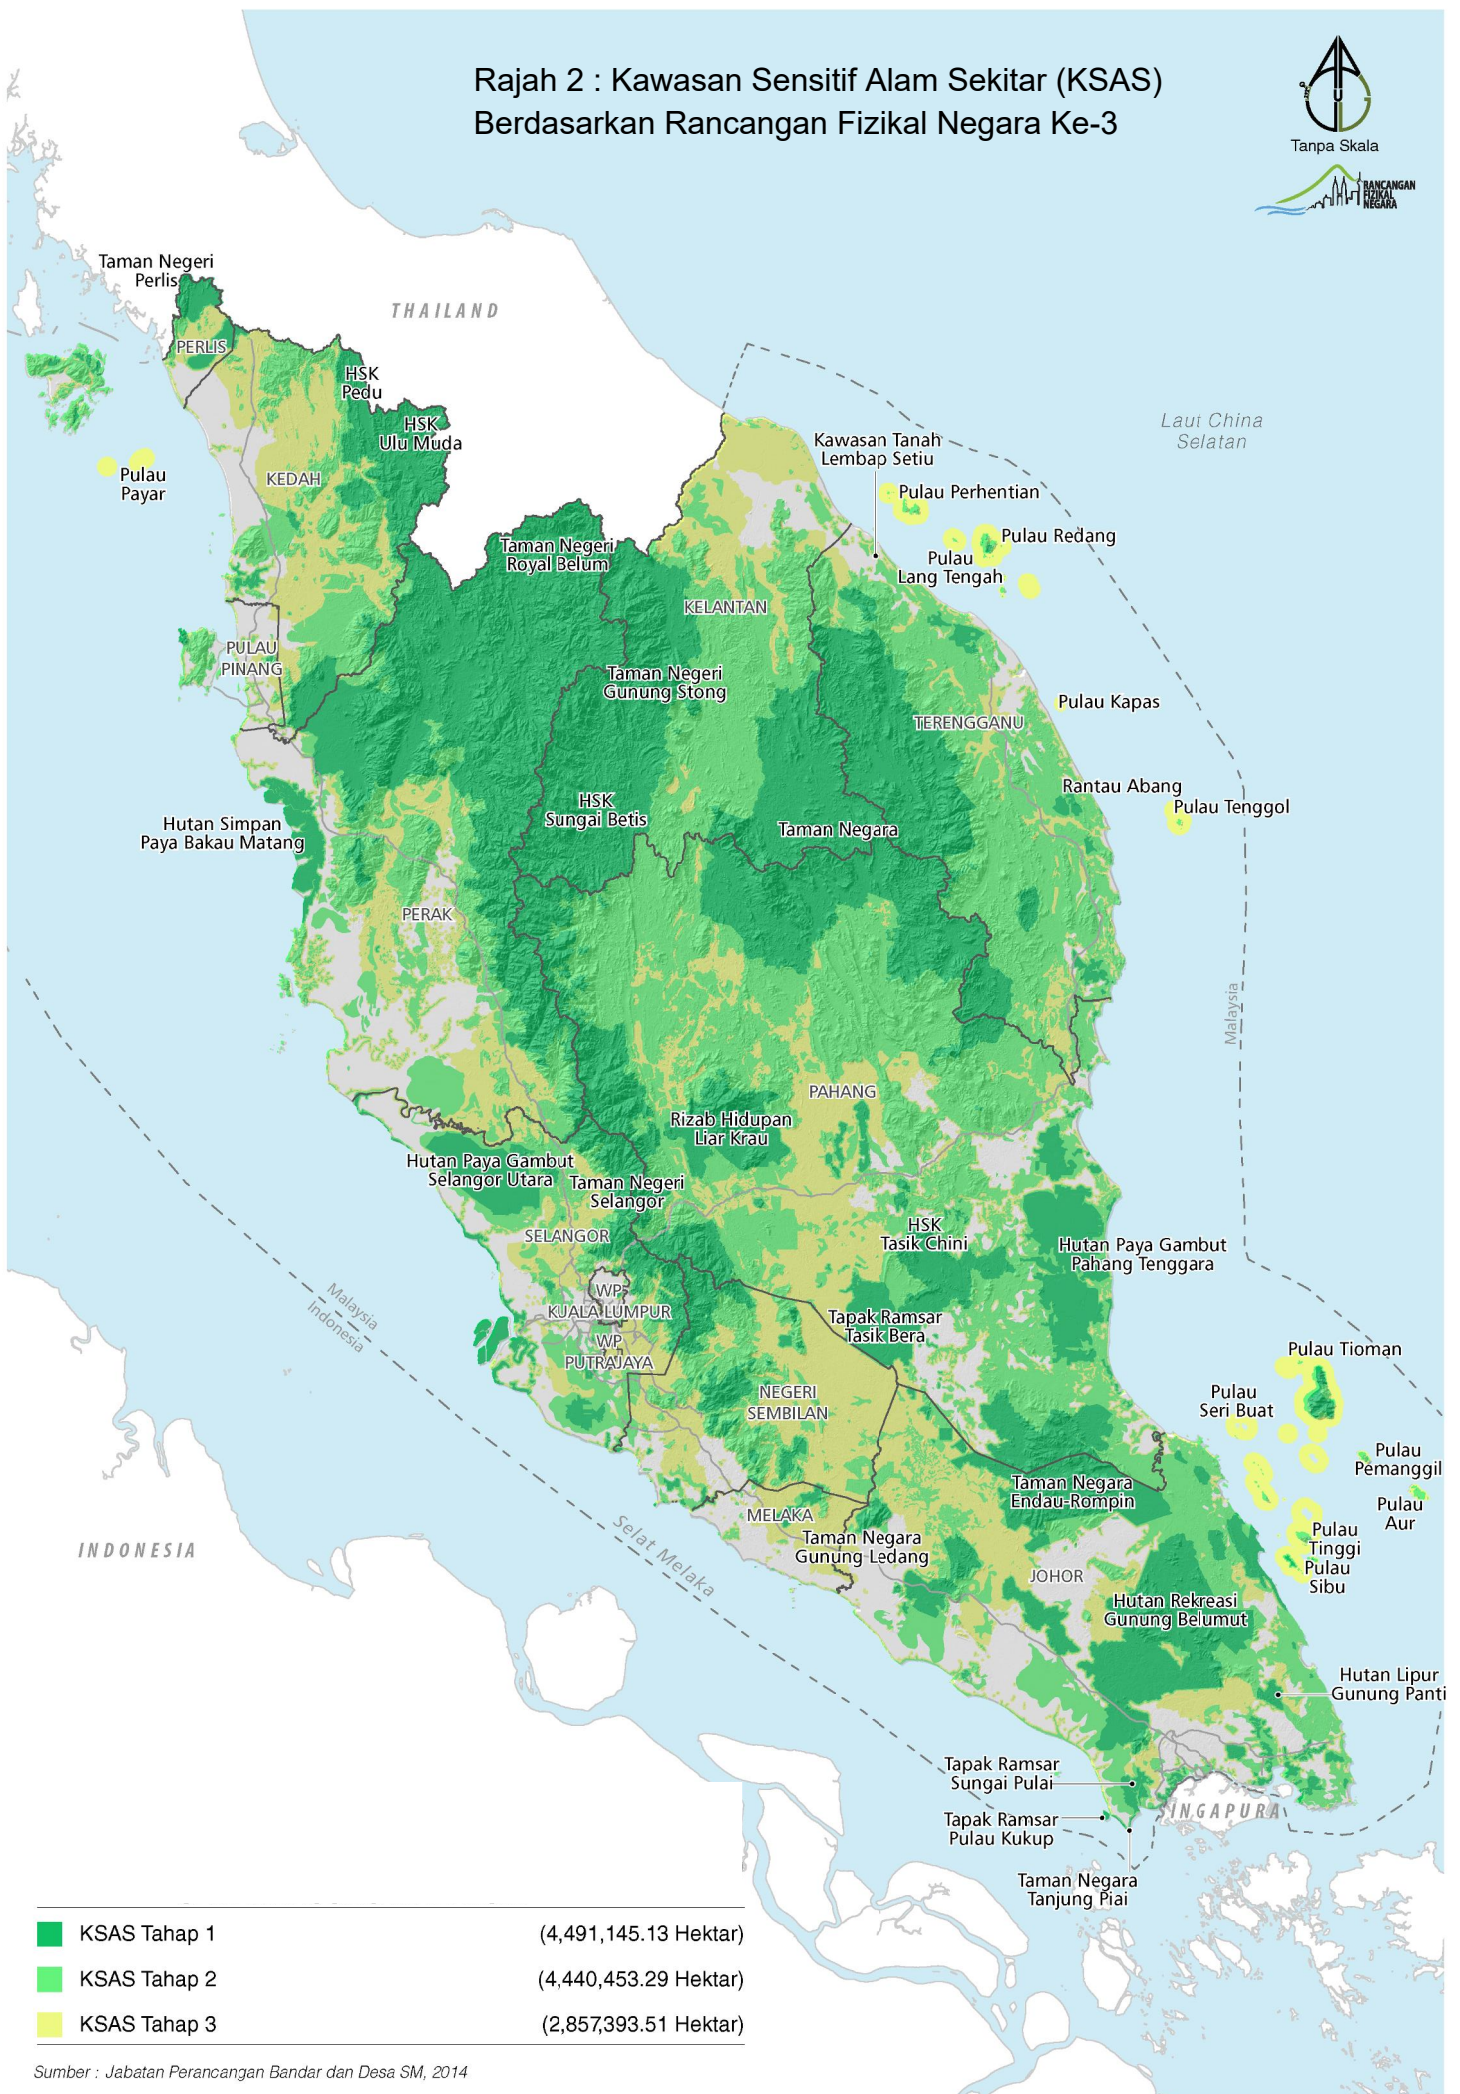 Rajah 2 : Kawasan Sensitif Alam Sekitar (KSAS)
Berdasarkan Rancangan Fizikal Negara Ke-3
Tanpa Skala
RANCANGAN
FIZIKAL
NEGARA
Taman Negeri
Perlis
THAILAND
PERLIS
HSK
Pedu
HSK
Ulu Muda
Laut China
Selatan
Kawasan Tanah
Lembap Setiu
KEDAH
Pulau
Payar
Pulau Perhentian
Pulau Redang
Taman Negeri
Royal Belum
Pulau
Lang Tengah
KELANTAN
PULAU
PINANG
Taman Negeri
Gunung Stong
Pulau Kapas
TERENGGANU
Rantau Abang
HSK
Sungai Betis
Pulau Tenggol
Hutan Simpan
Paya Bakau Matang
Taman Negara
PERAK
Malaysia
PAHANG
Rizab Hidupan
Liar Krau
Hutan Paya Gambut
Selangor Utara
Taman Negeri
Selangor
SELANGOR
HSK
Tasik Chini
Hutan Paya Gambut
Pahang Tenggara
Malaysia
Indonesia
WP
KUALA LUMPUR
WP
PUTRAJAYA
Tapak Ramsar
Tasik Bera
Pulau Tioman
NEGERI
SEMBILAN
Pulau
Seri Buat
Pulau
Pemanggil
Taman Negara
Endau-Rompin
Pulau
Aur
MELAKA
Taman Negara
Gunung Ledang
Pulau
Tinggi
Pulau
Sibu
INDONESIA
Selat Melaka
JOHOR
Hutan Rekreasi
Gunung Belumut
Hutan Lipur
Gunung Panti
Tapak Ramsar
Sungai Pulai
SINGAPURA
Tapak Ramsar
Pulau Kukup
Taman Negara
Tanjung Piai
KSAS Tahap 1 (4,491,145.13 Hektar)
KSAS Tahap 2 (4,440,453.29 Hektar)
KSAS Tahap 3 (2,857,393.51 Hektar)
Sumber : Jabatan Perancangan Bandar dan Desa SM, 2014